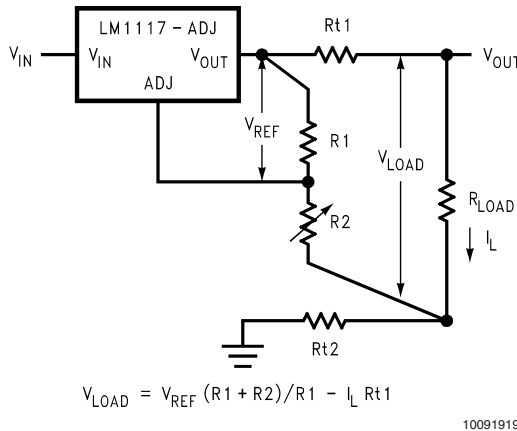 LM1117-ADJ
Rt1
V_IN
V_IN
V_OUT
V_OUT
ADJ
V_REF
R1
V_LOAD
R2
R_LOAD
I_L
Rt2
V_LOAD = V_REF (R1 + R2)/R1 - I_L Rt1
10091919